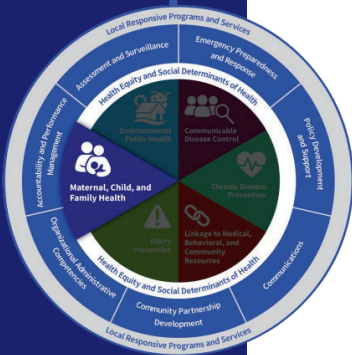 Local Responsive Programs and Services
Assessment and Surveillance
Emergency Preparedness
and Response
Health Equity and Social Determinants of Health
Accountability and Performance
Management
Policy Development
and Support
Environmental
Public Health
Communicable
Disease Control
Maternal, Child, and
Family Health
Chronic Disease
Prevention
Injury
Prevention
Linkage to Medical,
Behavioral, and
Community
Resources
Health Equity and Social Determinants of Health
Organizational Administrative
Competencies
Communications
Community Partnership
Development
Local Responsive Programs and Services